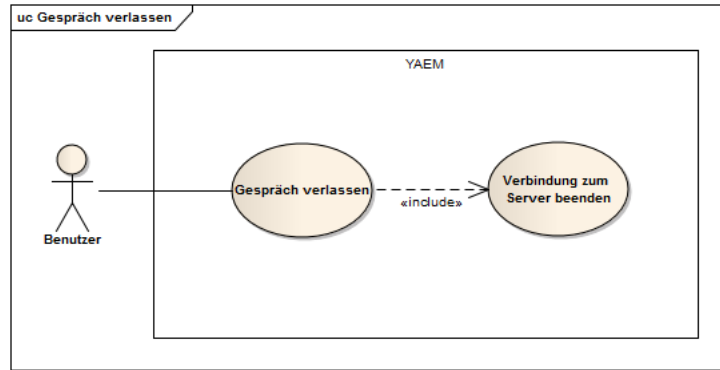 uc Gespräch verlassen
YAEM
Gespräch verlassen
«include»
Verbindung zum
Server beenden
Benutzer